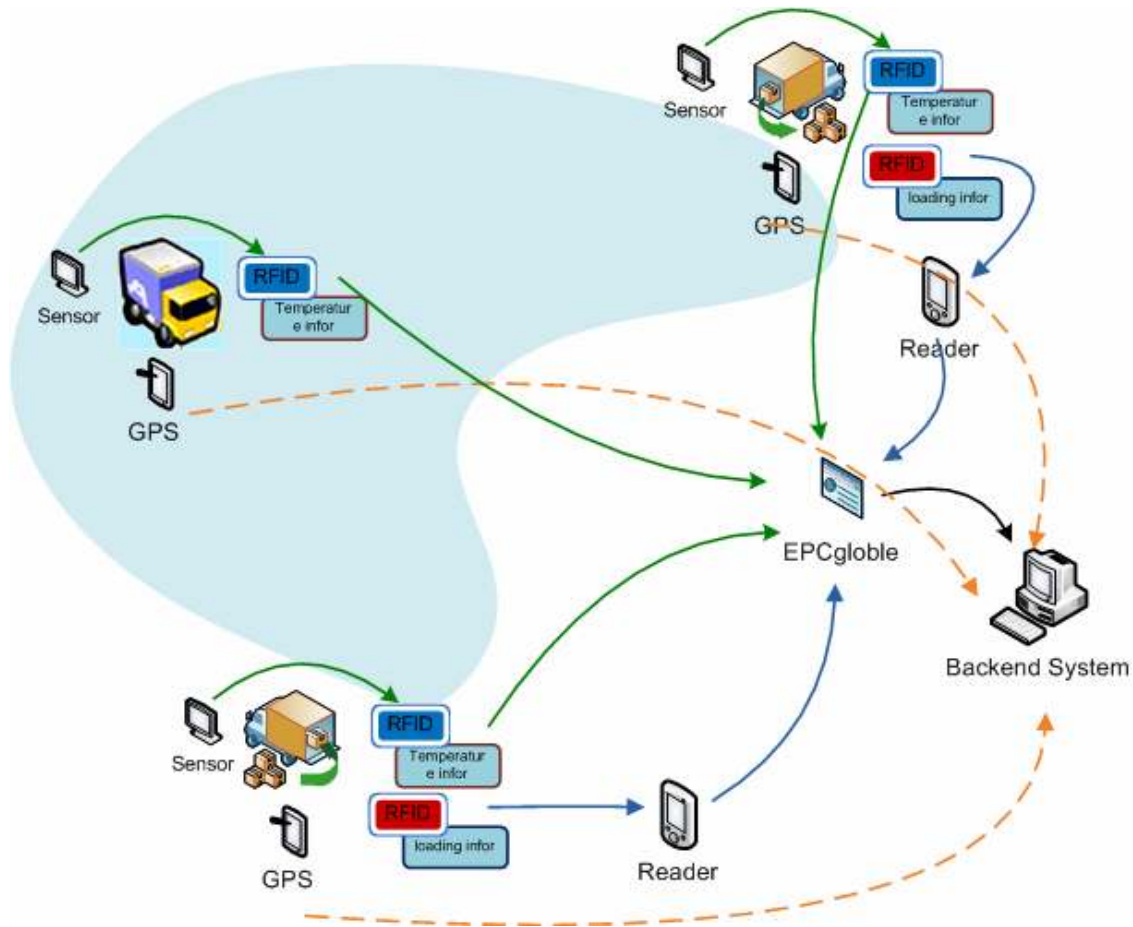 RFID
Temperatur
e infor
Sensor
RFID
loading infor
GPS
RFID
Temperatur
e infor
Sensor
Reader
GPS
EPCgloble
Backend System
RFID
Temperatur
e infor
Sensor
RFID
loading infor
Reader
GPS